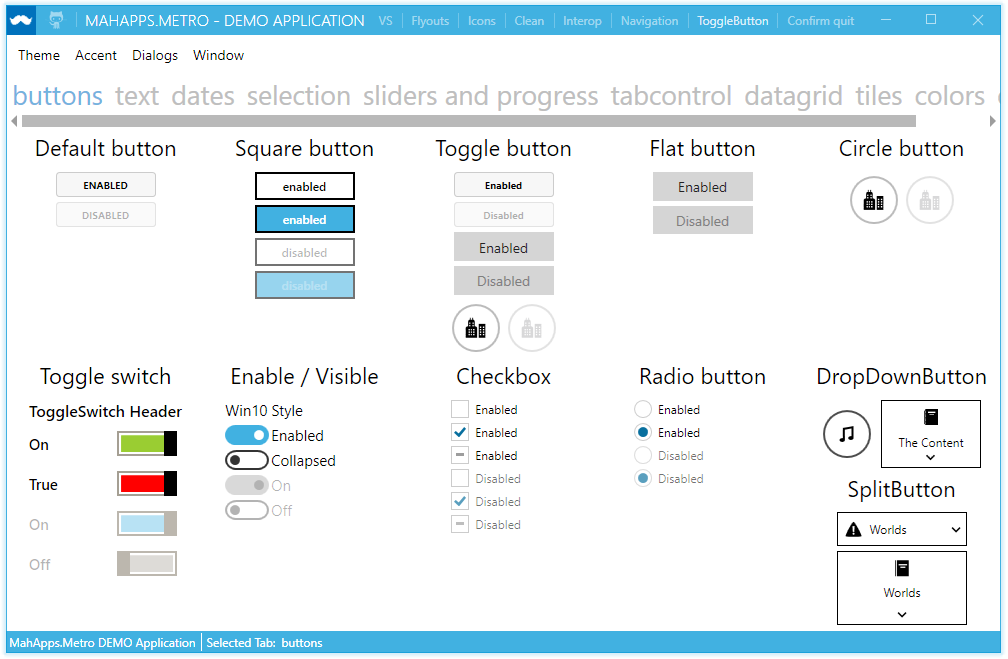 MAHAPPS.METRO - DEMO APPLICATION VS Flyouts Icons Clean Interop Navigation ToggleButton Confirm quit
Theme Accent Dialogs Window
buttons text dates selection sliders and progress tabcontrol datagrid tiles colors
Default button
ENABLED
DISABLED
Square button
enabled
enabled
disabled
disabled
Toggle button
Enabled
Disabled
Enabled
Disabled
Flat button
Enabled
Disabled
Circle button
Toggle switch
ToggleSwitch Header
On
True
On
Off
Enable / Visible
Win10 Style
Enabled
Collapsed
On
Off
Checkbox
Enabled
Enabled
Enabled
Disabled
Disabled
Disabled
Radio button
Enabled
Enabled
Disabled
Disabled
DropDownButton
The Content
SplitButton
Worlds
Worlds
MahApps.Metro DEMO Application Selected Tab: buttons